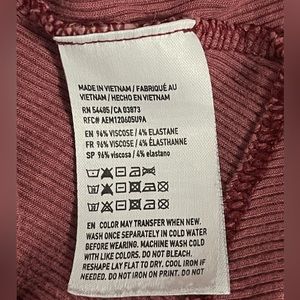 MADE IN VIETNAM / FABRIQUÉ AU
VIETNAM / HECHO EN VIETNAM
RN 54485/CA 03873
RFC# AEM120605U9A
EN 96% VISCOSE / 4% ELASTANE
FR 96% VISCOSE / 4% ÉLASTHANNE
SP 96% viscosa / 4% elastano
EN COLOR MAY TRANSFER WHEN NEW.
WASH ONCE SEPARATELY IN COLD WATER
BEFORE WEARING. MACHINE WASH COLD
WITH LIKE COLORS. DO NOT BLEACH.
RESHAPE LAY FLAT TO DRY. COOL IRON IF
NEEDED. DO NOT IRON ON PRINT. DO NOT